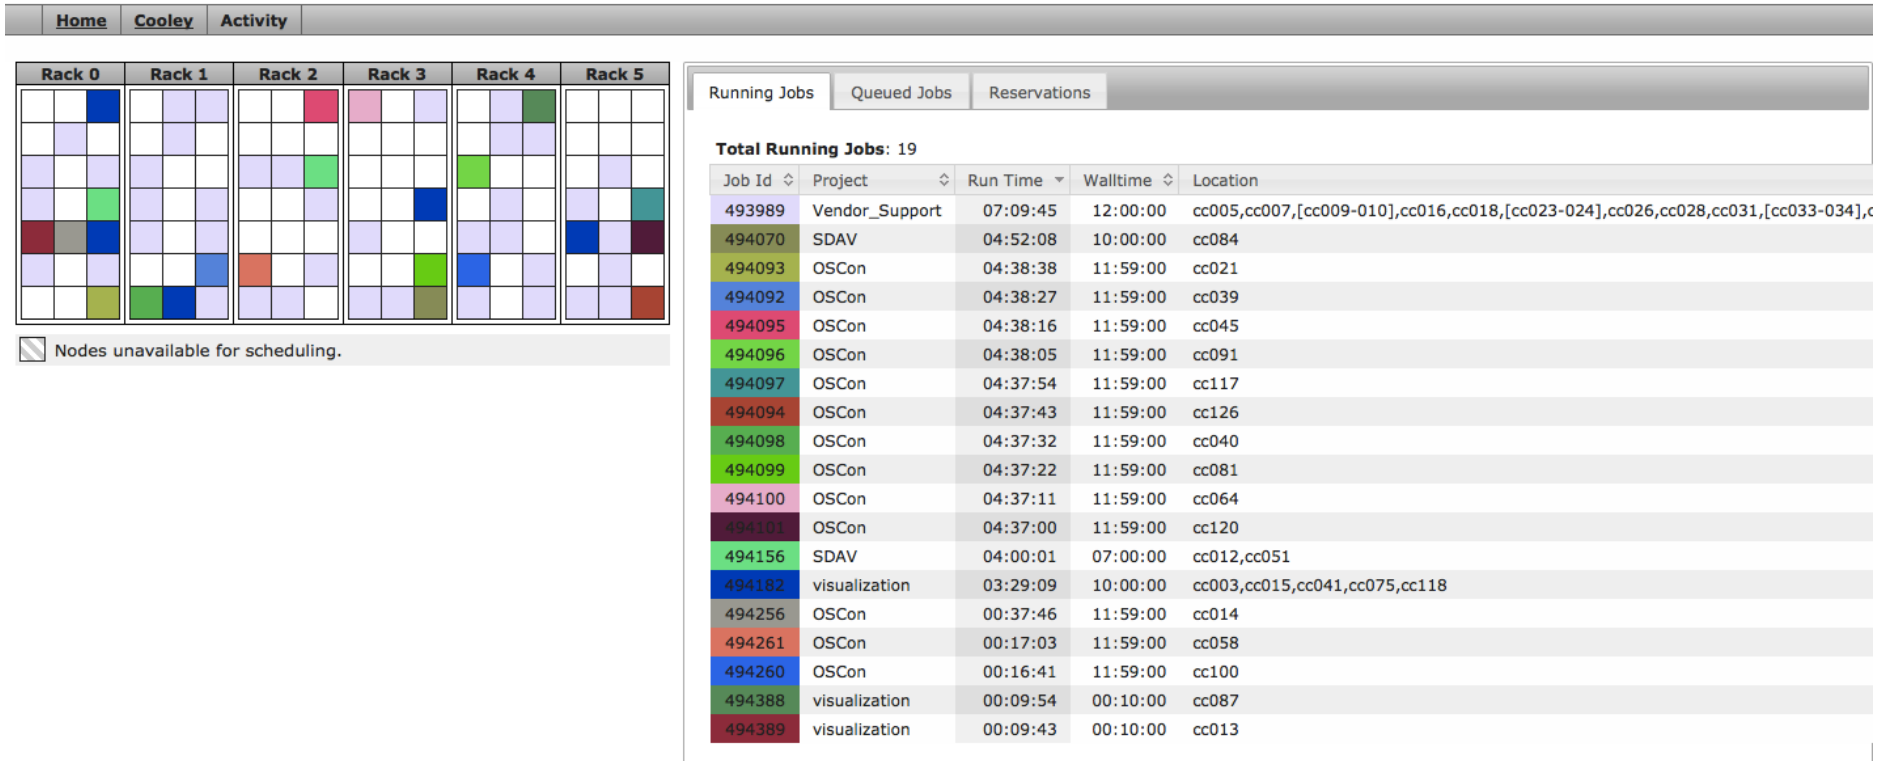 Home Cooley Activity
Rack 0 Rack 1 Rack 2 Rack 3 Rack 4 Rack 5
Nodes unavailable for scheduling.
Running Jobs Queued Jobs Reservations
Total Running Jobs: 19
Job Id Project Run Time Walltime Location
493989 Vendor_Support 07:09:45 12:00:00 cc005,cc007,[cc009-010],cc016,cc018,[cc023-024],cc026,cc028,cc031,[cc033-034],c
494070 SDAV 04:52:08 10:00:00 cc084
494093 OSCon 04:38:38 11:59:00 cc021
494092 OSCon 04:38:27 11:59:00 cc039
494095 OSCon 04:38:16 11:59:00 cc045
494096 OSCon 04:38:05 11:59:00 cc091
494097 OSCon 04:37:54 11:59:00 cc117
494094 OSCon 04:37:43 11:59:00 cc126
494098 OSCon 04:37:32 11:59:00 cc040
494099 OSCon 04:37:22 11:59:00 cc081
494100 OSCon 04:37:11 11:59:00 cc064
494101 OSCon 04:37:00 11:59:00 cc120
494156 SDAV 04:00:01 07:00:00 cc012,cc051
494182 visualization 03:29:09 10:00:00 cc003,cc015,cc041,cc075,cc118
494256 OSCon 00:37:46 11:59:00 cc014
494261 OSCon 00:17:03 11:59:00 cc058
494260 OSCon 00:16:41 11:59:00 cc100
494388 visualization 00:09:54 00:10:00 cc087
494389 visualization 00:09:43 00:10:00 cc013